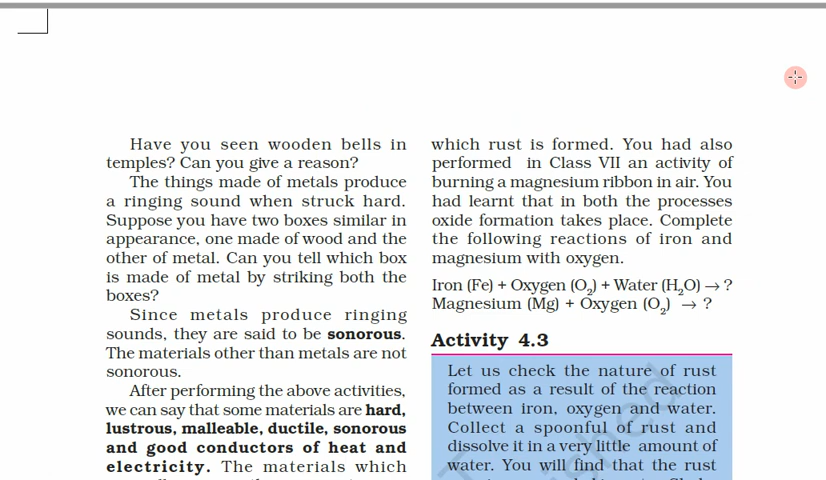 Have you seen wooden bells in
temples? Can you give a reason?
The things made of metals produce
a ringing sound when struck hard.
Suppose you have two boxes similar in
appearance, one made of wood and the
other of metal. Can you tell which box
is made of metal by striking both the
boxes?
Since metals produce ringing
sounds, they are said to be sonorous.
The materials other than metals are not
sonorous.
After performing the above activities,
we can say that some materials are hard,
lustrous, malleable, ductile, sonorous
and good conductors of heat and
electricity. The materials which
which rust is formed. You had also
performed in Class VII an activity of
burning a magnesium ribbon in air. You
had learnt that in both the processes
oxide formation takes place. Complete
the following reactions of iron and
magnesium with oxygen.
Iron (Fe) + Oxygen (O₂) + Water (H₂O) → ?
Magnesium (Mg) + Oxygen (O₂) → ?
Activity 4.3
Let us check the nature of rust
formed as a result of the reaction
between iron, oxygen and water.
Collect a spoonful of rust and
dissolve it in a very little amount of
water. You will find that the rust